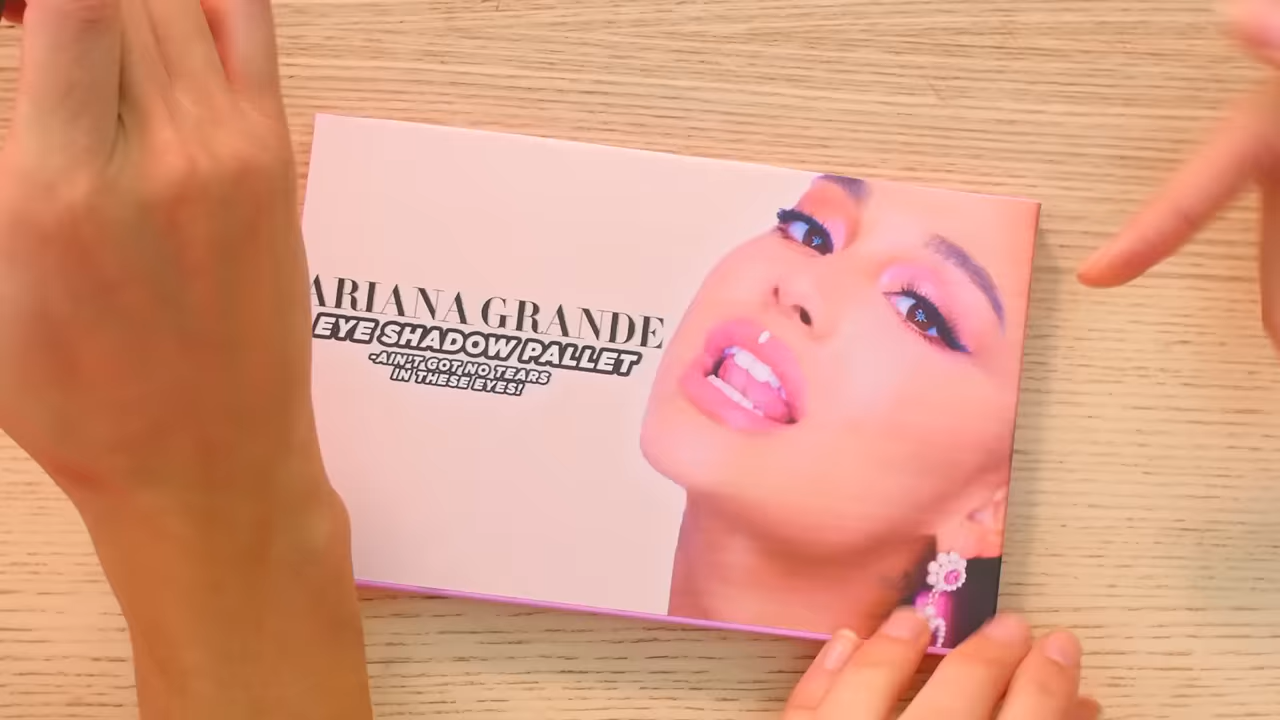 ARIANA GRANDE
EYE SHADOW PALLET
-AIN'T GOT NO TEARS
IN THESE EYES!